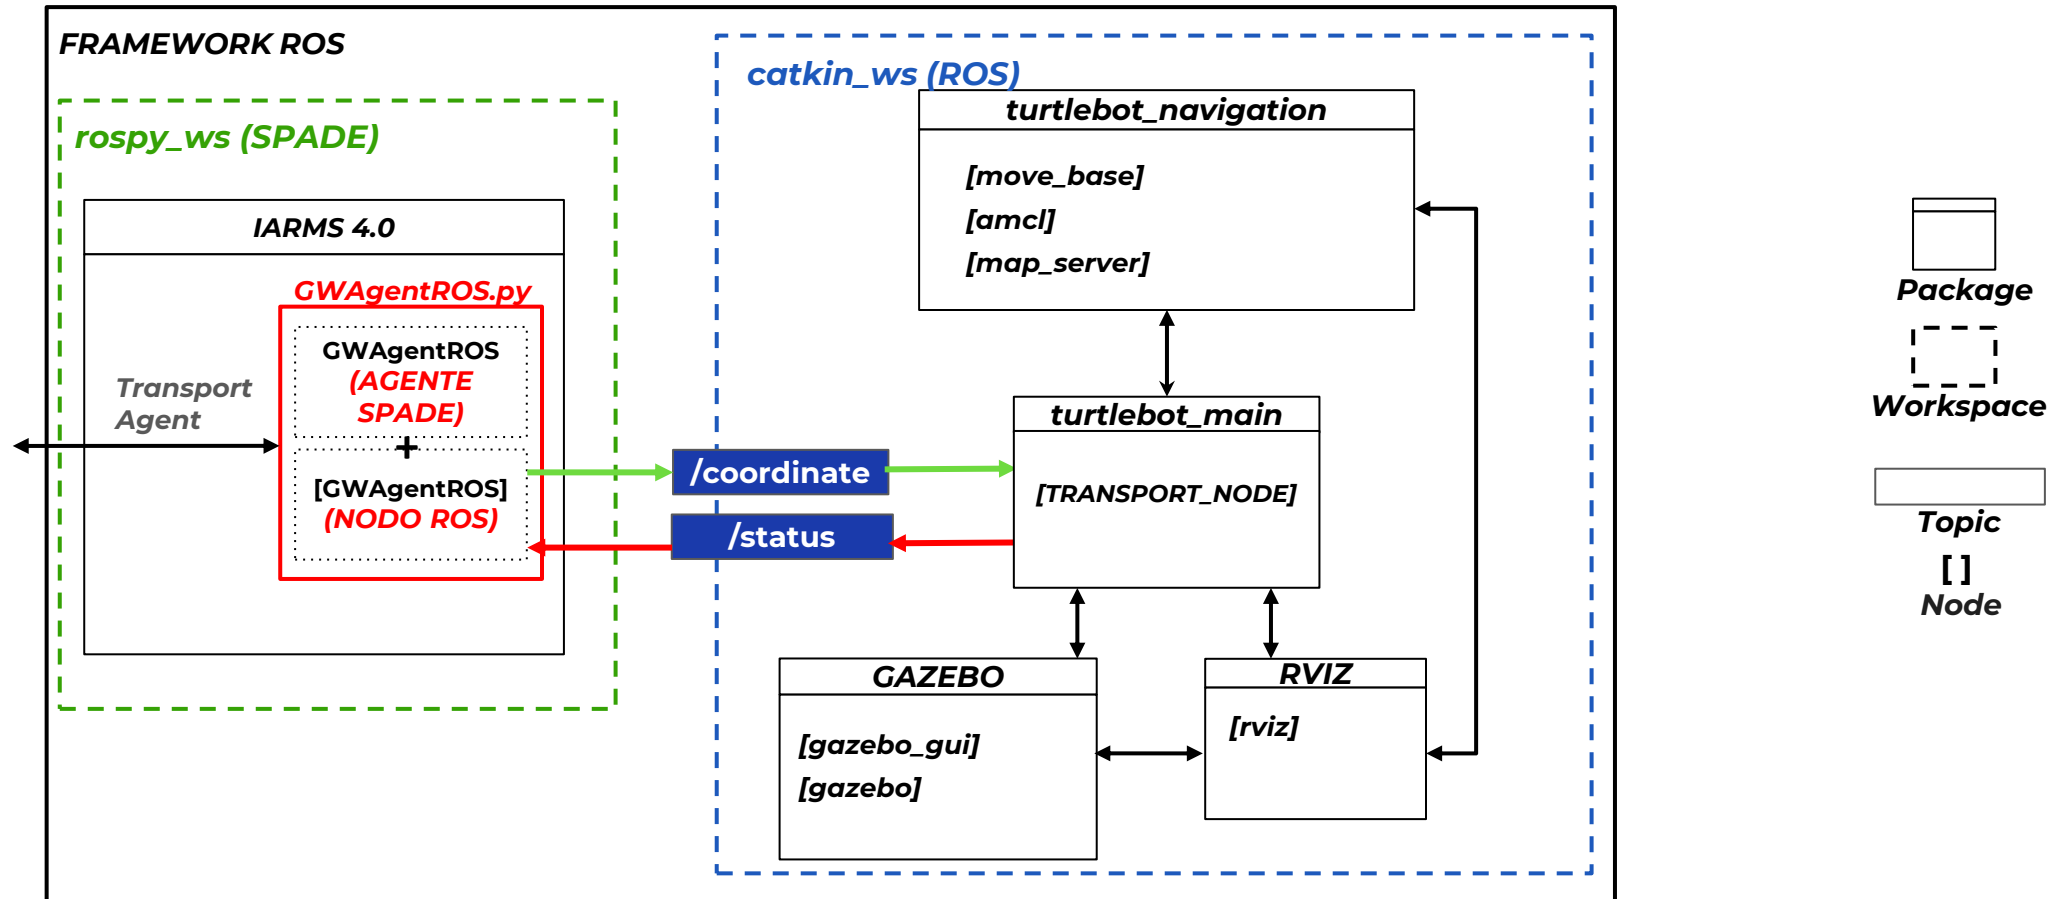 FRAMEWORK ROS
rospy_ws (SPADE)
IARMS 4.0
GWAgentROS.py
GWAgentROS
(AGENTE
SPADE)
+
[GWAgentROS]
(NODO ROS)
Transport
Agent
/coordinate
/status
catkin_ws (ROS)
turtlebot_navigation
[move_base]
[amcl]
[map_server]
turtlebot_main
[TRANSPORT_NODE]
GAZEBO
[gazebo_gui]
[gazebo]
RVIZ
[rviz]
Package
Workspace
Topic
[ ]
Node